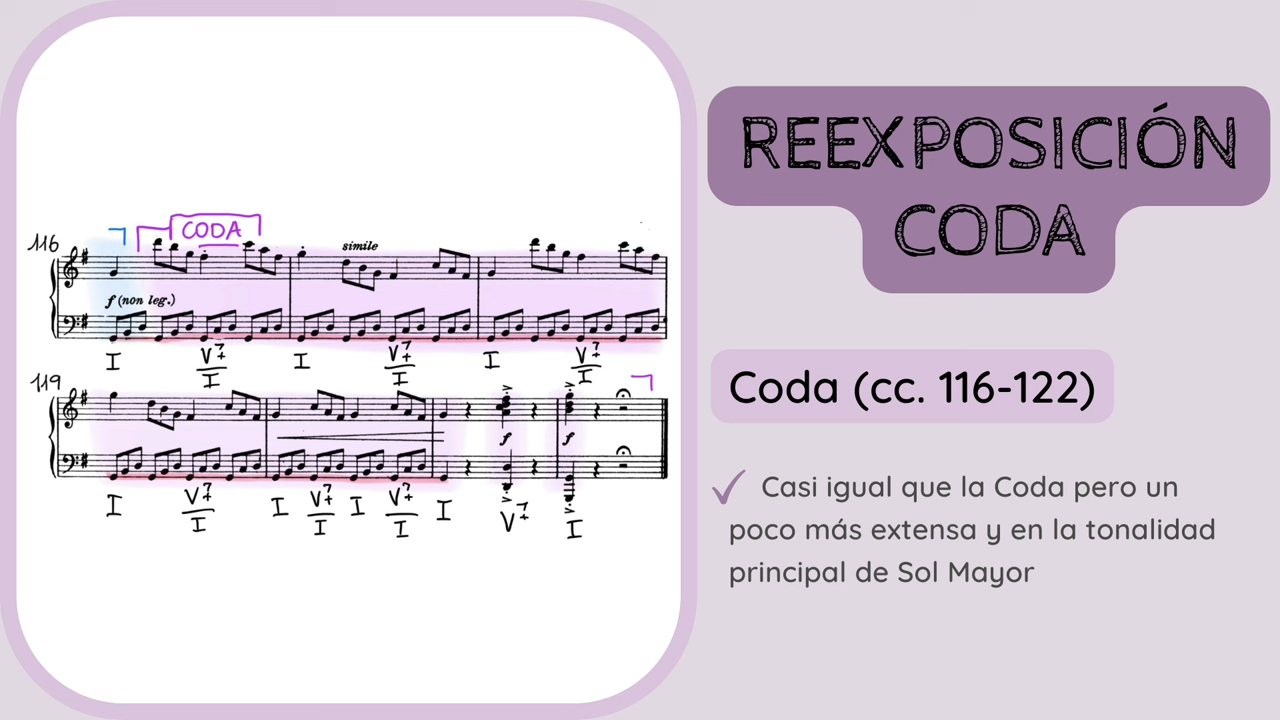 REEXPOSICIÓN
CODA
116
CODA
simile
f (non leg.)
I V7+/I I V7+/I I V7+/I
119
f f
I V7+/I I V7+/I I V7+/I I V7+ I
Coda (cc. 116-122)
✓ Casi igual que la Coda pero un
poco más extensa y en la tonalidad
principal de Sol Mayor